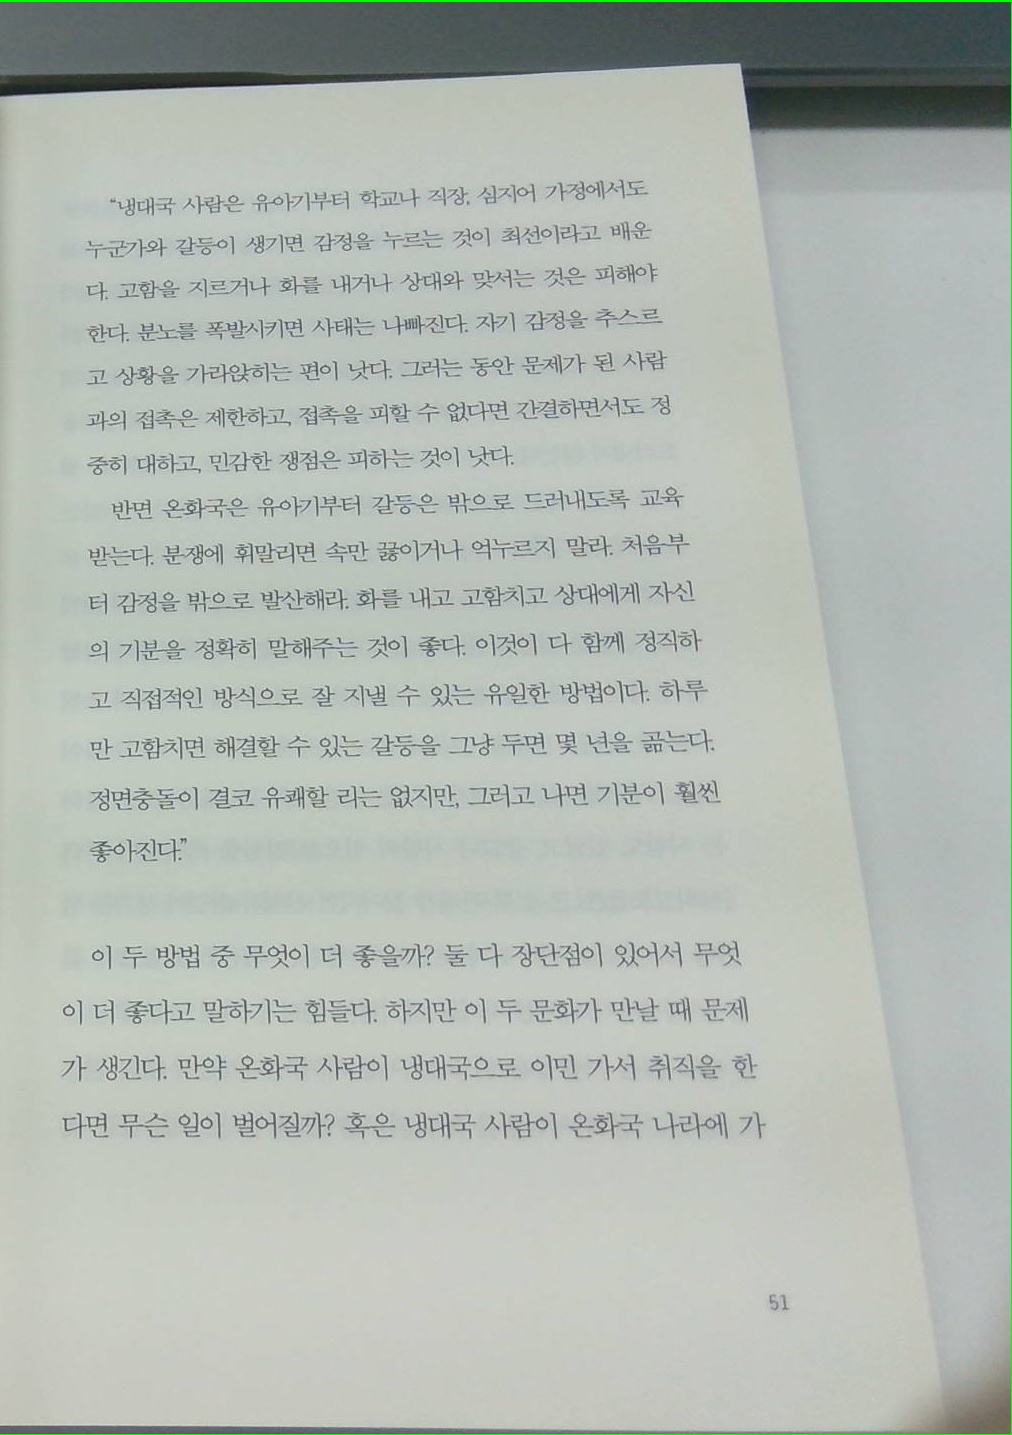 “냉대국 사람은 유아기부터 학교나 직장, 심지어 가정에서도
누군가와 갈등이 생기면 감정을 누르는 것이 최선이라고 배운
다. 고함을 지르거나 화를 내거나 상대와 맞서는 것은 피해야
한다. 분노를 폭발시키면 사태는 나빠진다. 자기 감정을 추스르
고 상황을 가라앉히는 편이 낫다. 그러는 동안 문제가 된 사람
과의 접촉은 제한하고, 접촉을 피할 수 없다면 간결하면서도 정
중히 대하고, 민감한 쟁점은 피하는 것이 낫다.
반면 온화국은 유아기부터 갈등은 밖으로 드러내도록 교육
받는다. 분쟁에 휘말리면 속만 끓이거나 억누르지 말라. 처음부
터 감정을 밖으로 발산해라. 화를 내고 고함치고 상대에게 자신
의 기분을 정확히 말해주는 것이 좋다. 이것이 다 함께 정직하
고 직접적인 방식으로 잘 지낼 수 있는 유일한 방법이다. 하루
만 고함치면 해결할 수 있는 갈등을 그냥 두면 몇 년을 곪는다.
정면충돌이 결코 유쾌할 리는 없지만, 그러고 나면 기분이 훨씬
좋아진다.”
이 두 방법 중 무엇이 더 좋을까? 둘 다 장단점이 있어서 무엇
이 더 좋다고 말하기는 힘들다. 하지만 이 두 문화가 만날 때 문제
가 생긴다. 만약 온화국 사람이 냉대국으로 이민 가서 취직을 한
다면 무슨 일이 벌어질까? 혹은 냉대국 사람이 온화국 나라에 가
51